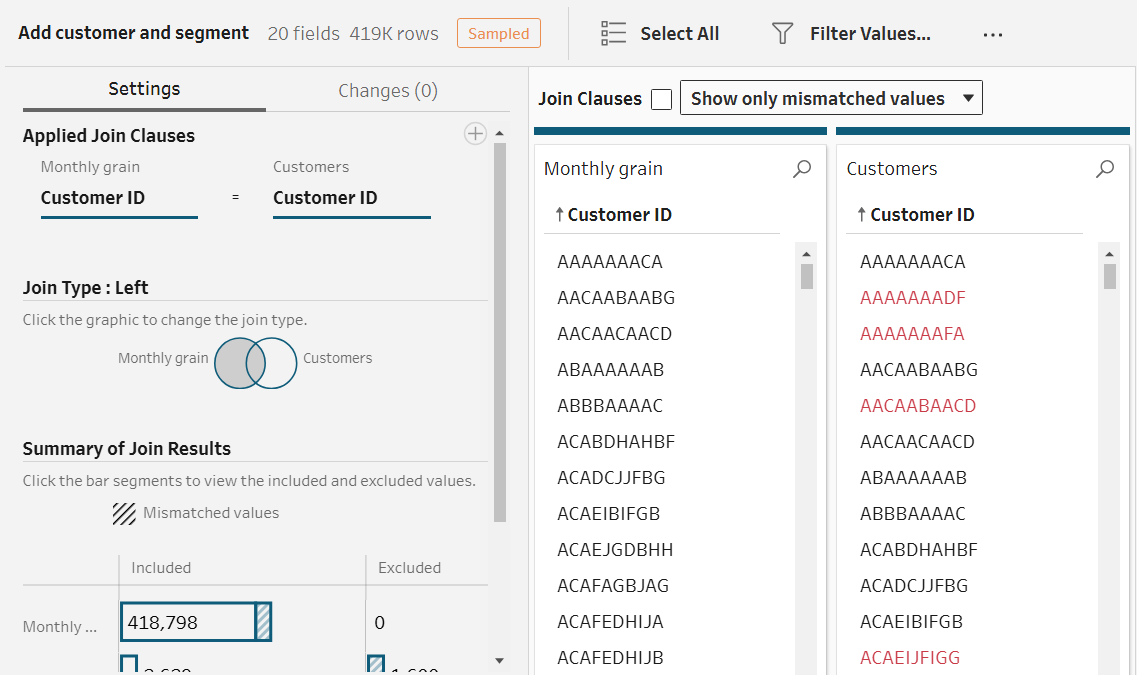 Add customer and segment 20 fields 419K rows Sampled Select All Filter Values... ...
Settings Changes (0)
Applied Join Clauses
Monthly grain Customers
Customer ID = Customer ID
Join Type : Left
Click the graphic to change the join type.
Monthly grain Customers
Summary of Join Results
Click the bar segments to view the included and excluded values.
Mismatched values
Included Excluded
Monthly ... 418,798 0
Join Clauses Show only mismatched values
Monthly grain
Customer ID
AAAAAAACA
AACAABAABG
AACAACAACD
ABAAAAAAB
ABBBAAAAC
ACABDHAHBF
ACADCJJFBG
ACAEIBIFGB
ACAEJGDBHH
ACAFAGBJAG
ACAFEDHIJA
ACAFEDHIJB
Customers
Customer ID
AAAAAAACA
AAAAAAADF
AAAAAAAFA
AACAABAABG
AACAABAACD
AACAACAACD
ABAAAAAAB
ABBBAAAAC
ACABDHAHBF
ACADCJJFBG
ACAEIBIFGB
ACAEIJFIGG